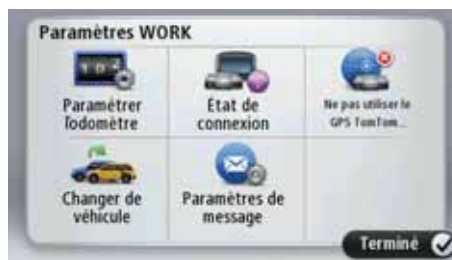 Paramètres WORK
Paramétrer
l'odomètre
État de
connexion
Ne pas utiliser le
GPS TomTom...
Changer de
véhicule
Paramètres de
message
Terminé